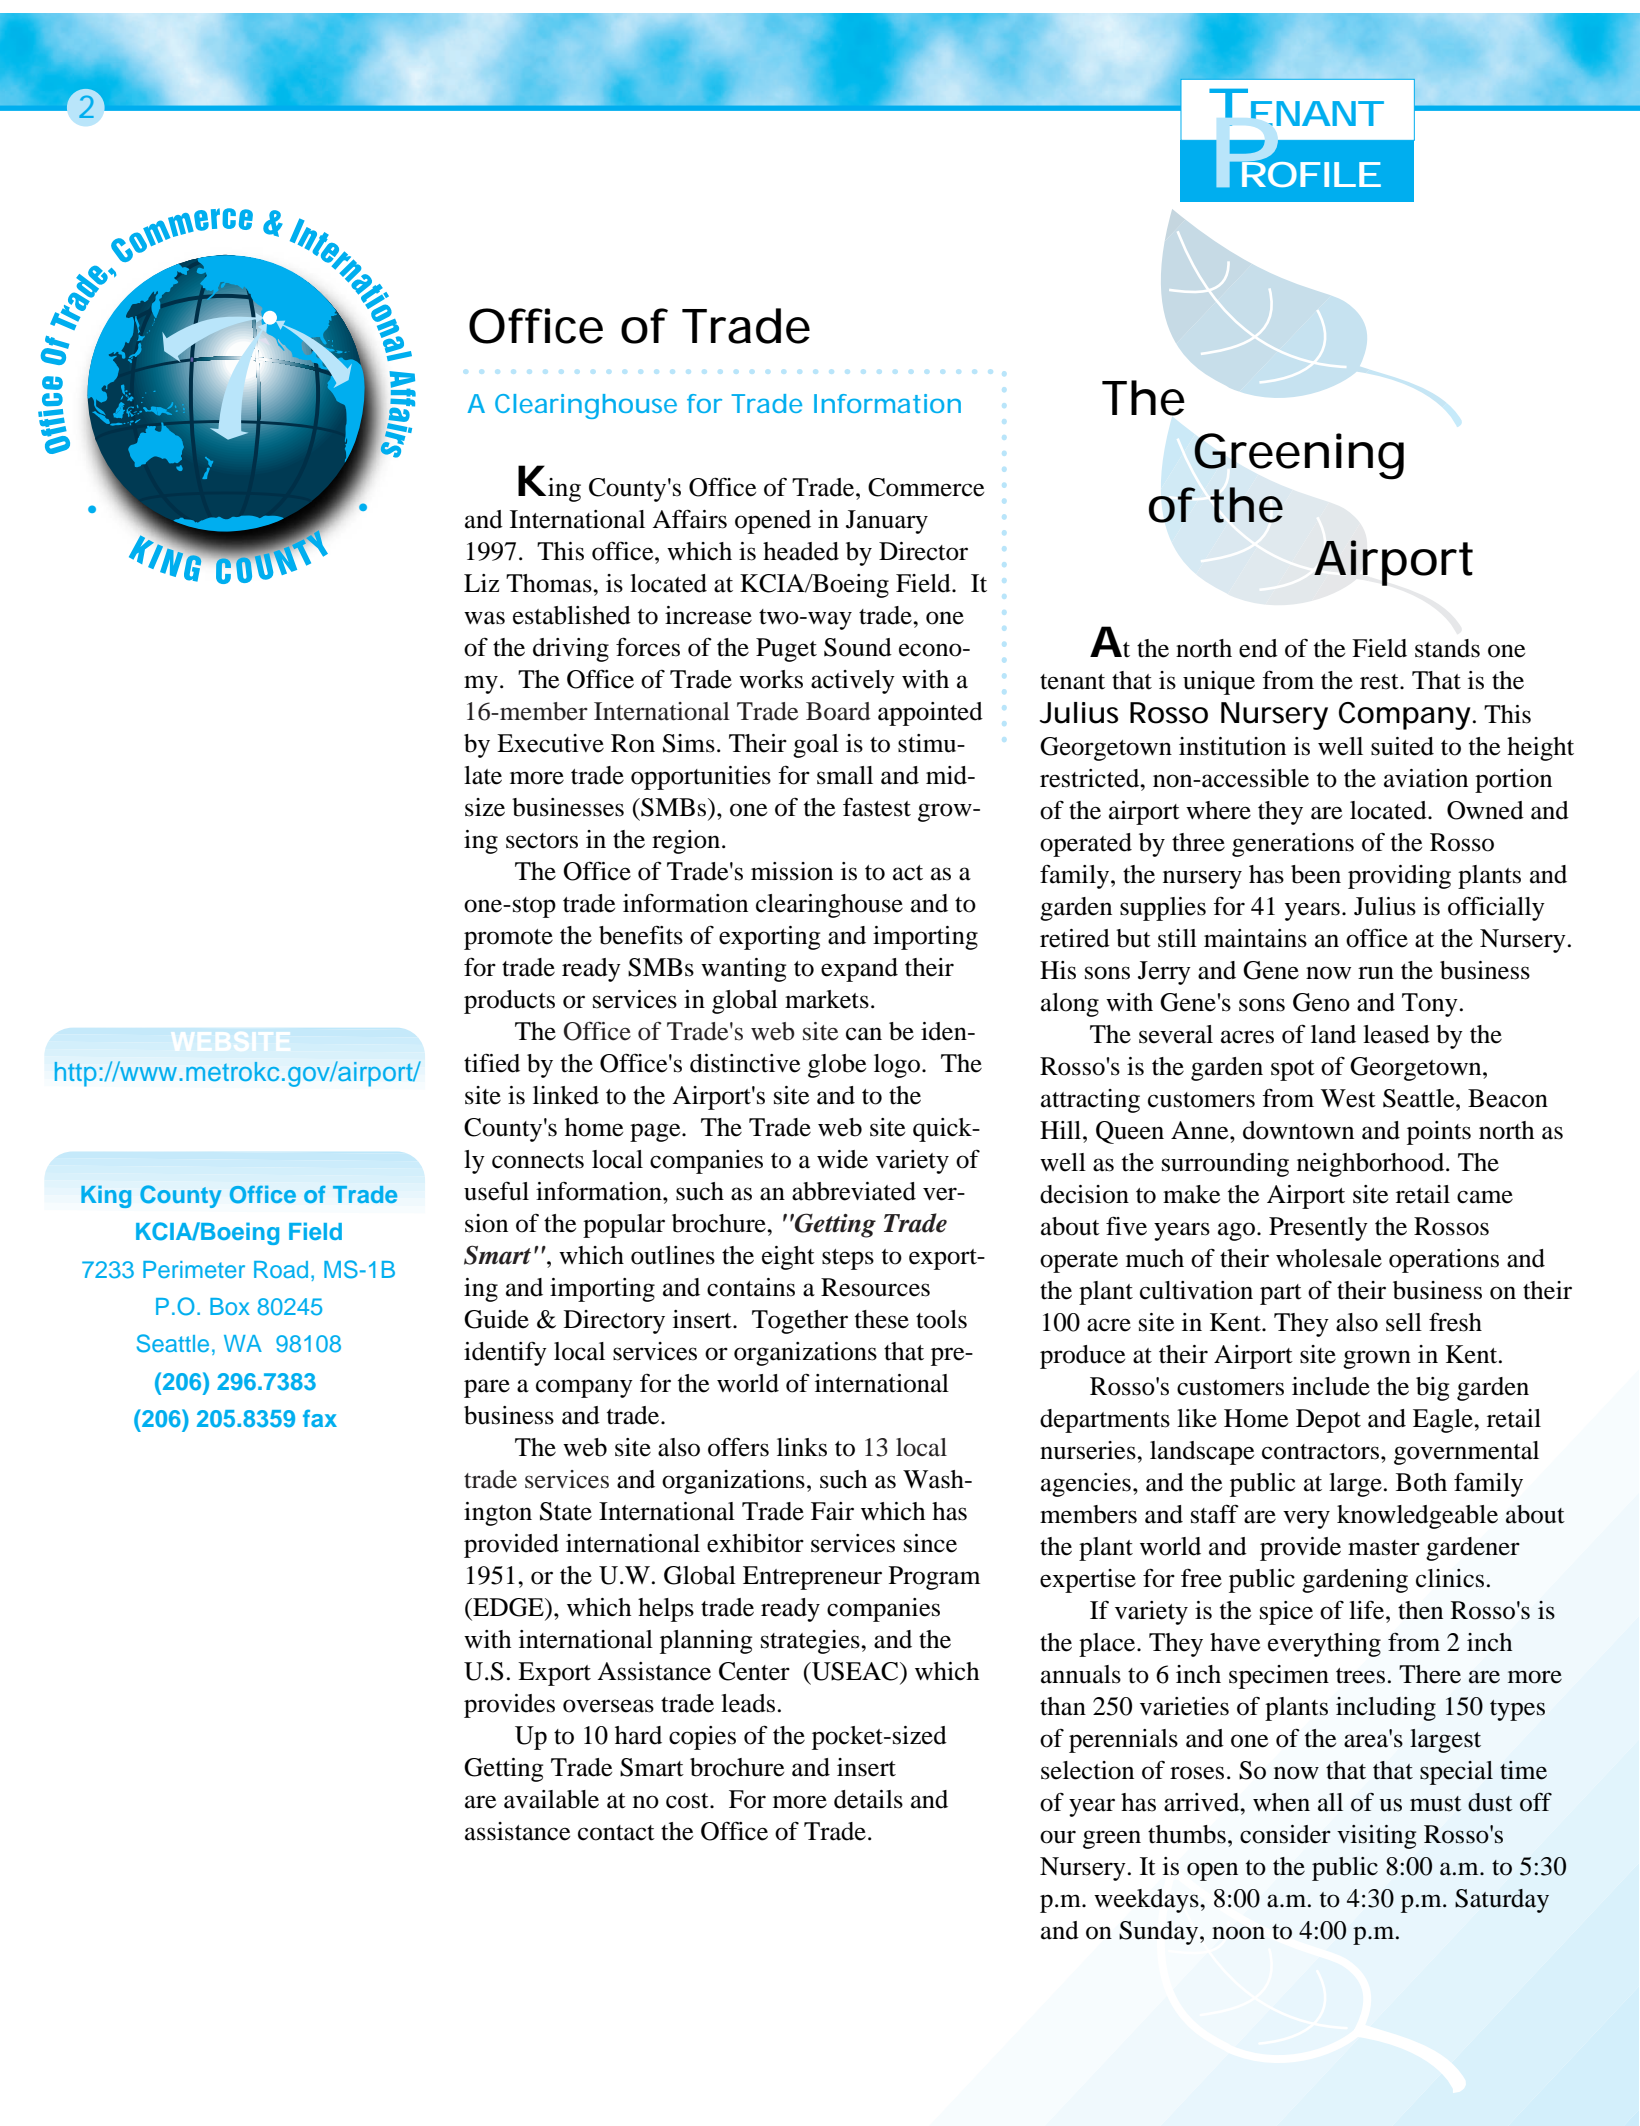 2
TENANT
PROFILE
Office Of Trade, Commerce & International Affairs
• KING COUNTY •
WEBSITE
http://www.metrokc.gov/airport/
King County Office of Trade
KCIA/Boeing Field
7233 Perimeter Road, MS-1B
P.O. Box 80245
Seattle, WA  98108
(206) 296.7383
(206) 205.8359 fax
Office of Trade
A Clearinghouse for Trade Information
King County's Office of Trade, Commerce
and International Affairs opened in January
1997.  This office, which is headed by Director
Liz Thomas, is located at KCIA/Boeing Field.  It
was established to increase two-way trade, one
of the driving forces of the Puget Sound econo-
my.  The Office of Trade works actively with a
16-member International Trade Board appointed
by Executive Ron Sims. Their goal is to stimu-
late more trade opportunities for small and mid-
size businesses (SMBs), one of the fastest grow-
ing sectors in the region.
The Office of Trade's mission is to act as a
one-stop trade information clearinghouse and to
promote the benefits of exporting and importing
for trade ready SMBs wanting to expand their
products or services in global markets.
The Office of Trade's web site can be iden-
tified by the Office's distinctive globe logo.  The
site is linked to the Airport's site and to the
County's home page.  The Trade web site quick-
ly connects local companies to a wide variety of
useful information, such as an abbreviated ver-
sion of the popular brochure, "Getting Trade
Smart", which outlines the eight steps to export-
ing and importing and contains a Resources
Guide & Directory insert.  Together these tools
identify local services or organizations that pre-
pare a company for the world of international
business and trade.
The web site also offers links to 13 local
trade services and organizations, such as Wash-
ington State International Trade Fair which has
provided international exhibitor services since
1951, or the U.W. Global Entrepreneur Program
(EDGE), which helps trade ready companies
with international planning strategies, and the
U.S. Export Assistance Center  (USEAC) which
provides overseas trade leads.
Up to 10 hard copies of the pocket-sized
Getting Trade Smart brochure and insert
are available at no cost.  For more details and
assistance contact the Office of Trade.
The
Greening
of the
Airport
At the north end of the Field stands one
tenant that is unique from the rest. That is the
Julius Rosso Nursery Company. This
Georgetown institution is well suited to the height
restricted, non-accessible to the aviation portion
of the airport where they are located.  Owned and
operated by three generations of the Rosso
family, the nursery has been providing plants and
garden supplies for 41 years. Julius is officially
retired but still maintains an office at the Nursery.
His sons Jerry and Gene now run the business
along with Gene's sons Geno and Tony.
The several acres of land leased by the
Rosso's is the garden spot of Georgetown,
attracting customers from West Seattle, Beacon
Hill, Queen Anne, downtown and points north as
well as the surrounding neighborhood. The
decision to make the Airport site retail came
about five years ago. Presently the Rossos
operate much of their wholesale operations and
the plant cultivation part of their business on their
100 acre site in Kent. They also sell fresh
produce at their Airport site grown in Kent.
Rosso's customers include the big garden
departments like Home Depot and Eagle, retail
nurseries, landscape contractors, governmental
agencies, and the public at large. Both family
members and staff are very knowledgeable about
the plant world and  provide master gardener
expertise for free public gardening clinics.
If variety is the spice of life, then Rosso's is
the place. They have everything from 2 inch
annuals to 6 inch specimen trees. There are more
than 250 varieties of plants including 150 types
of perennials and one of the area's largest
selection of roses. So now that that special time
of year has arrived, when all of us must dust off
our green thumbs, consider visiting Rosso's
Nursery. It is open to the public 8:00 a.m. to 5:30
p.m. weekdays, 8:00 a.m. to 4:30 p.m. Saturday
and on Sunday, noon to 4:00 p.m.